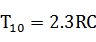 T₁₀ = 2.3RC